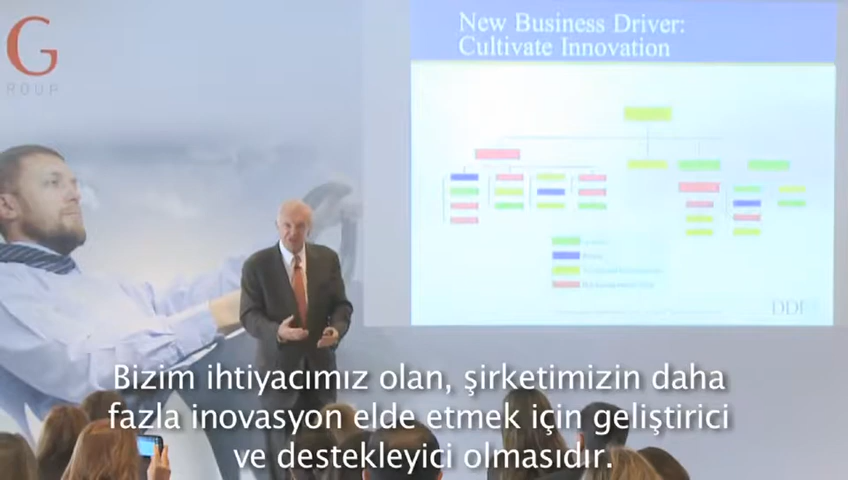 G
ROUP
New Business Driver:
Cultivate Innovation
DDI
Bizim ihtiyacımız olan, şirketimizin daha
fazla inovasyon elde etmek için geliştirici
ve destekleyici olmasıdır.